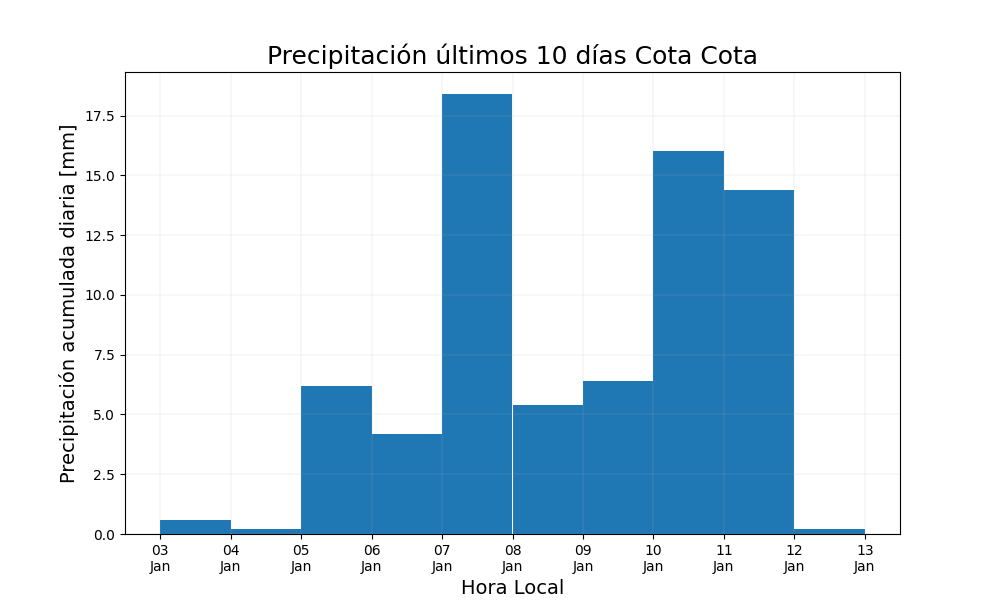 Precipitación últimos 10 días Cota Cota
Precipitación acumulada diaria [mm]
17.5
15.0
12.5
10.0
7.5
5.0
2.5
0.0
03 04 05 06 07 08 09 10 11 12 13
Jan Jan Jan Jan Jan Jan Jan Jan Jan Jan Jan
Hora Local